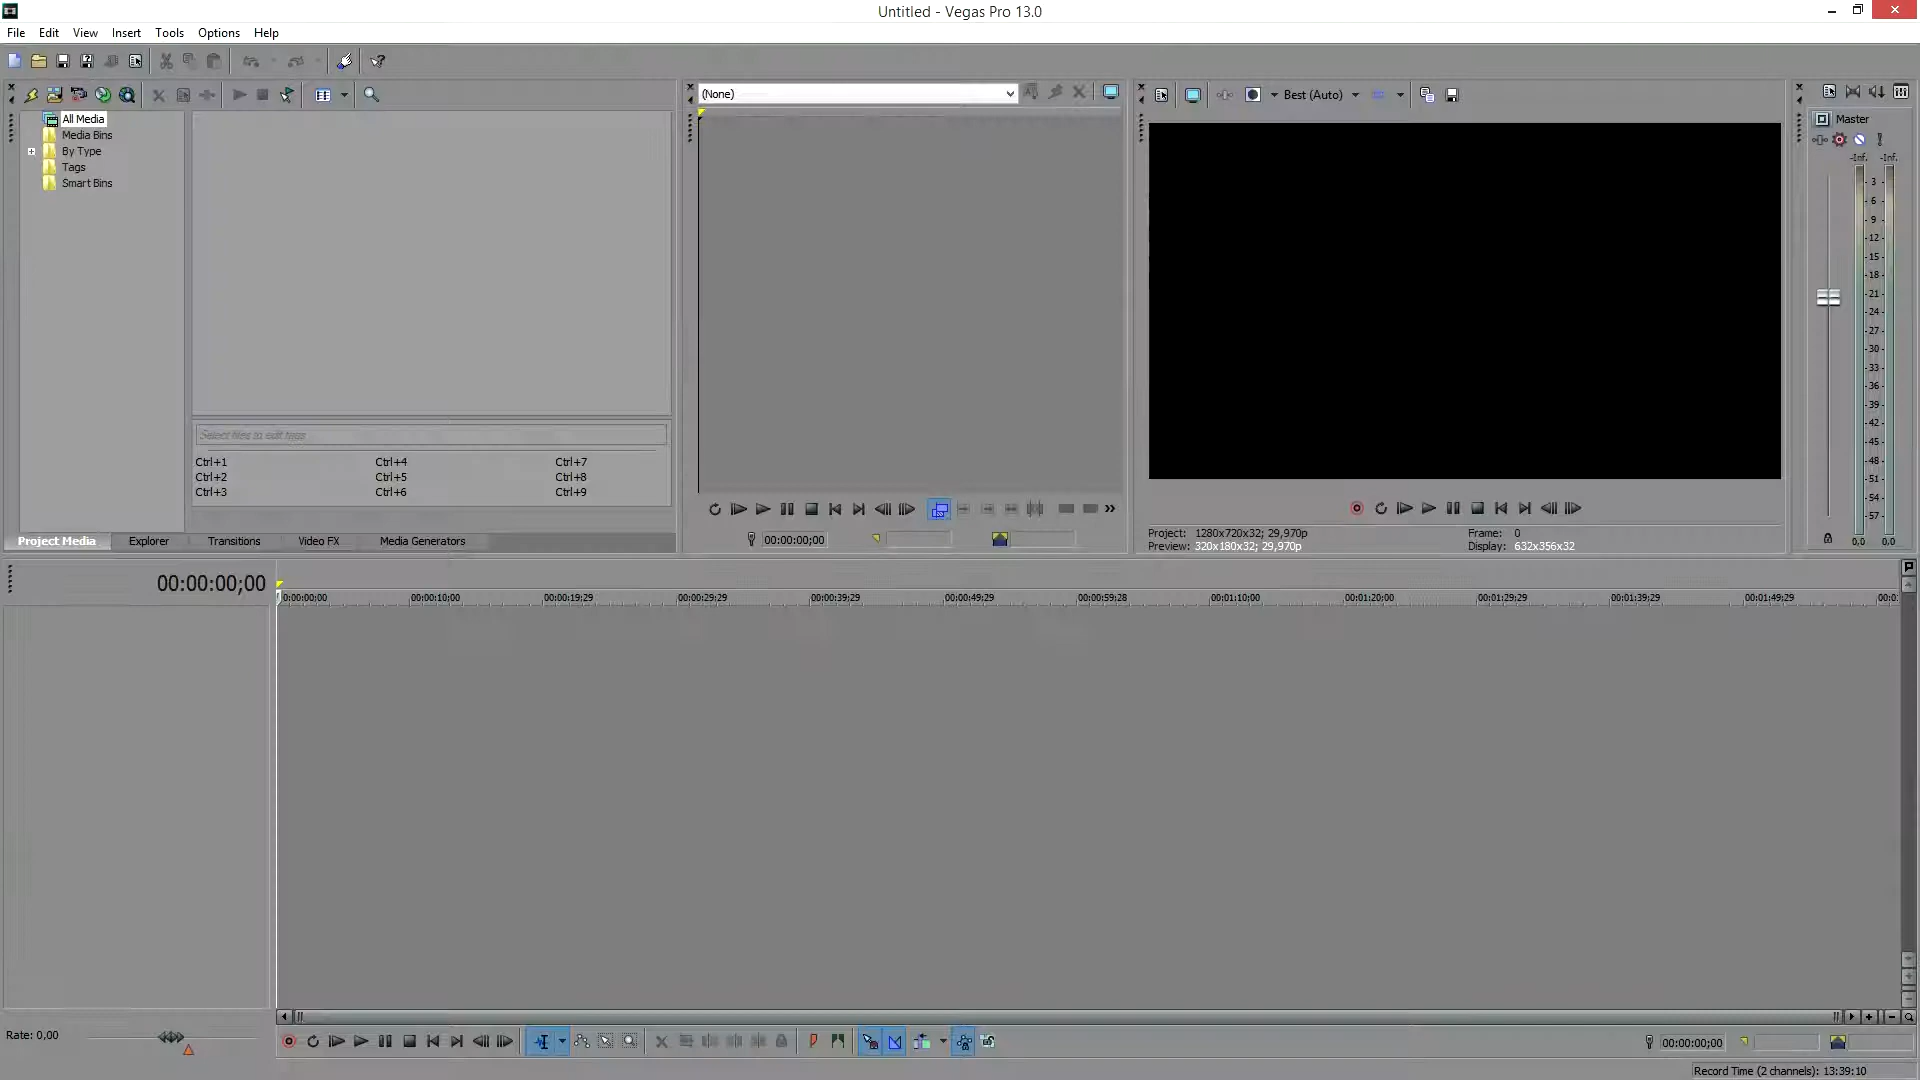 Untitled - Vegas Pro 13.0
File Edit View Insert Tools Options Help
(None)
Best (Auto)
Master
All Media
Media Bins
By Type
Tags
Smart Bins
-Inf. -Inf.
3
6
9
12
15
18
21
24
27
30
33
36
39
42
45
48
51
54
57
0,0 0,0
Select files to edit tags
Ctrl+1 Ctrl+4 Ctrl+7
Ctrl+2 Ctrl+5 Ctrl+8
Ctrl+3 Ctrl+6 Ctrl+9
Project Media Explorer Transitions Video FX Media Generators
00:00:00;00
Project: 1280x720x32; 29,970p Frame: 0
Preview: 320x180x32; 29,970p Display: 632x356x32
00:00:00;00
0:00:00;00 00:00:10;00 00:00:19;29 00:00:29;29 00:00:39;29 00:00:49;29 00:00:59;28 00:01:10;00 00:01:20;00 00:01:29;29 00:01:39;29 00:01:49;29
Rate: 0,00
00:00:00;00
Record Time (2 channels): 13:39:10